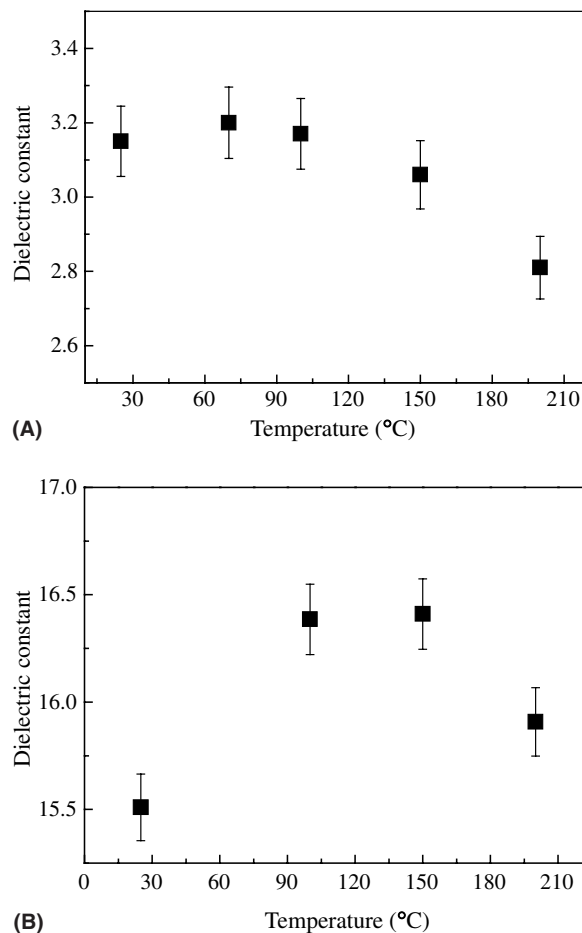 3.4
3.2
3.0
2.8
2.6
Dielectric constant
30 60 90 120 150 180 210
(A) Temperature (°C)
17.0
16.5
16.0
15.5
Dielectric constant
0 30 60 90 120 150 180 210
(B) Temperature (°C)